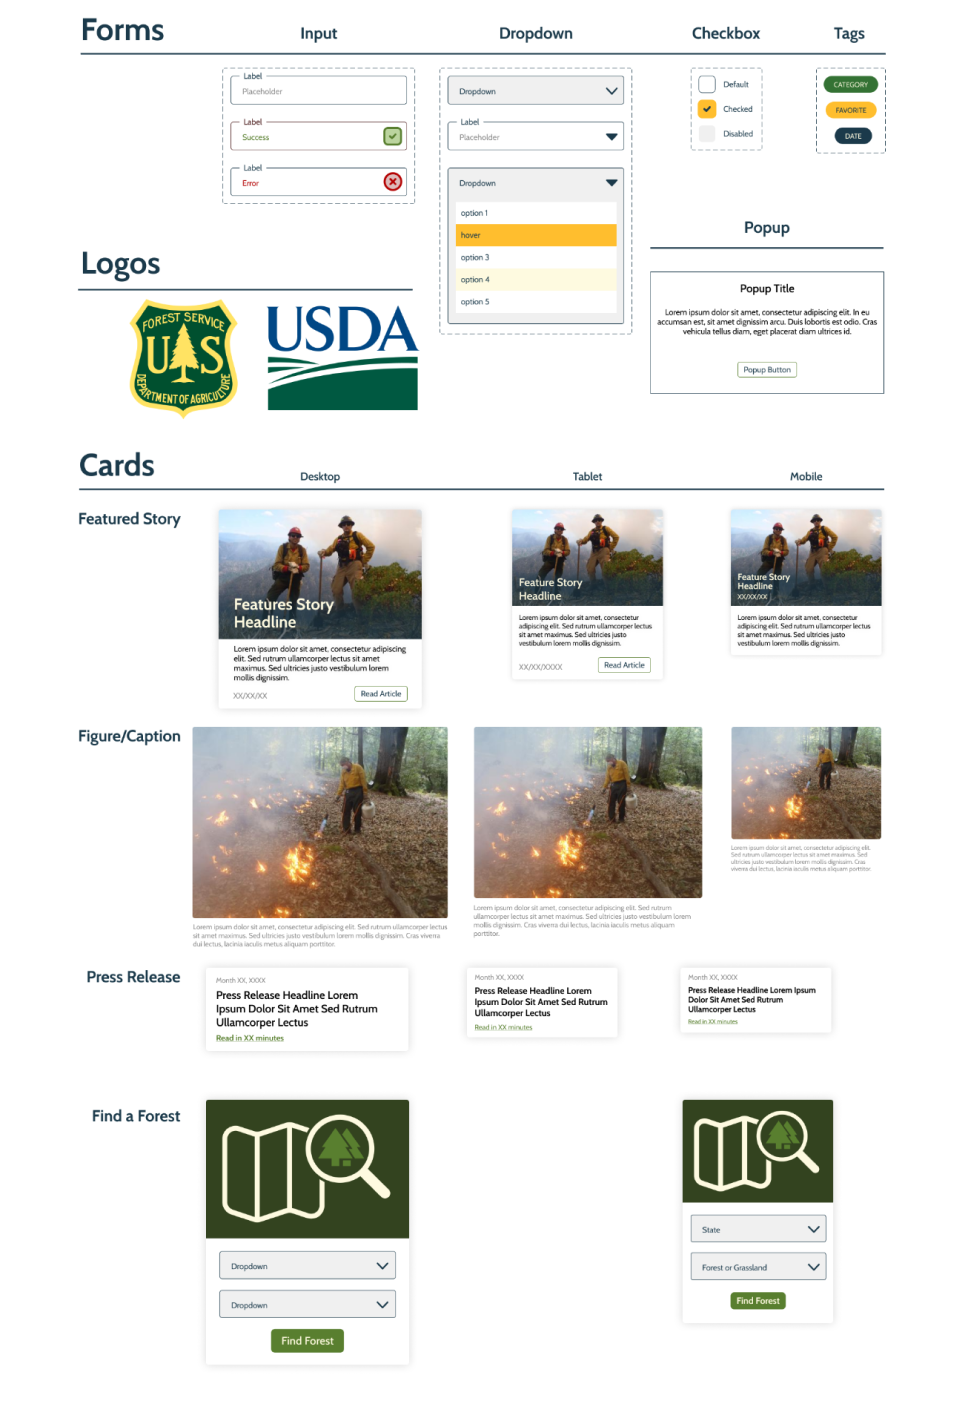 Forms
Input
Dropdown
Checkbox
Tags
Label
Placeholder
Label
Success
Label
Error
Dropdown
Label
Placeholder
Dropdown
option 1
hover
option 3
option 4
option 5
Default
Checked
Disabled
CATEGORY
FAVORITE
DATE
Popup
Popup Title
Lorem ipsum dolor sit amet, consectetur adipiscing elit. In eu
accumsan est, sit amet dignissim arcu. Duis lobortis est odio. Cras
vehicula tellus diam, eget placerat diam ultrices id.
Popup Button
Logos
FOREST SERVICE
U S
DEPARTMENT OF AGRICULTURE
USDA
Cards
Desktop
Tablet
Mobile
Featured Story
Features Story
Headline
Lorem ipsum dolor sit amet, consectetur adipiscing
elit. Sed rutrum ullamcorper lectus sit amet
maximus. Sed ultricies justo vestibulum lorem
mollis dignissim.
XX/XX/XX
Read Article
Feature Story
Headline
Lorem ipsum dolor sit amet, consectetur
adipiscing elit. Sed rutrum ullamcorper lectus
sit amet maximus. Sed ultricies justo
vestibulum lorem mollis dignissim.
XX/XX/XXXX
Read Article
Feature Story
Headline
XX/XX/XX
Lorem ipsum dolor sit amet, consectetur
adipiscing elit. Sed rutrum ullamcorper lectus
sit amet maximus. Sed ultricies justo
vestibulum lorem mollis dignissim.
Figure/Caption
Lorem ipsum dolor sit amet, consectetur adipiscing elit. Sed rutrum ullamcorper lectus
sit amet maximus. Sed ultricies justo vestibulum lorem mollis dignissim. Cras viverra
dui lectus, lacinia iaculis metus aliquam porttitor.
Lorem ipsum dolor sit amet, consectetur adipiscing elit. Sed rutrum
ullamcorper lectus sit amet maximus. Sed ultricies justo vestibulum lorem
mollis dignissim. Cras viverra dui lectus, lacinia iaculis metus aliquam
porttitor.
Lorem ipsum dolor sit amet, consectetur adipiscing elit.
Sed rutrum ullamcorper lectus sit amet maximus. Sed
ultricies justo vestibulum lorem mollis dignissim. Cras
viverra dui lectus, lacinia iaculis metus aliquam porttitor.
Press Release
Month XX, XXXX
Press Release Headline Lorem
Ipsum Dolor Sit Amet Sed Rutrum
Ullamcorper Lectus
Read in XX minutes
Month XX, XXXX
Press Release Headline Lorem
Ipsum Dolor Sit Amet Sed Rutrum
Ullamcorper Lectus
Read in XX minutes
Month XX, XXXX
Press Release Headline Lorem Ipsum
Dolor Sit Amet Sed Rutrum
Ullamcorper Lectus
Read in XX minutes
Find a Forest
Dropdown
Dropdown
Find Forest
State
Forest or Grassland
Find Forest